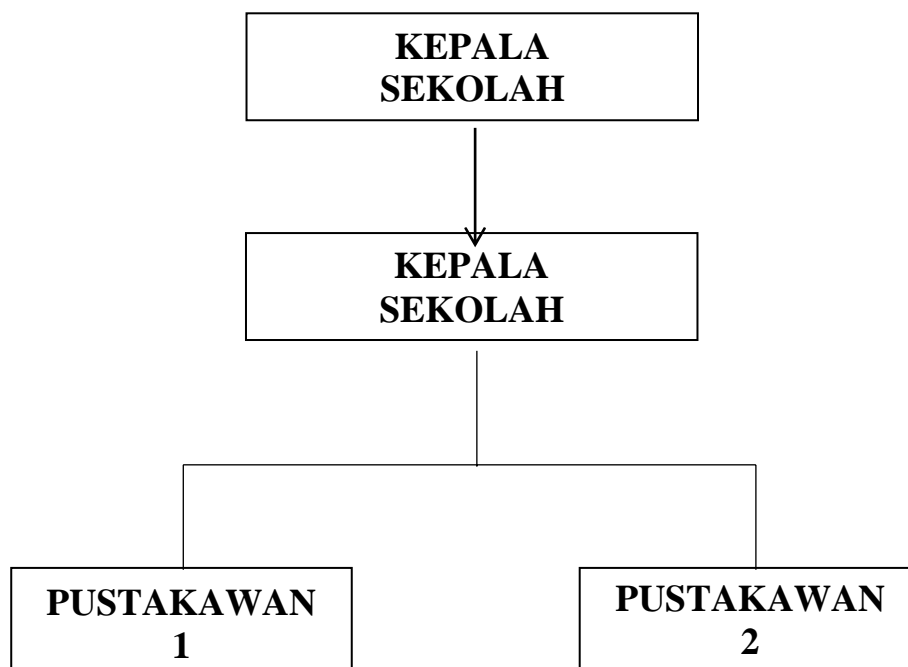 KEPALA
SEKOLAH
KEPALA
SEKOLAH
PUSTAKAWAN
1
PUSTAKAWAN
2